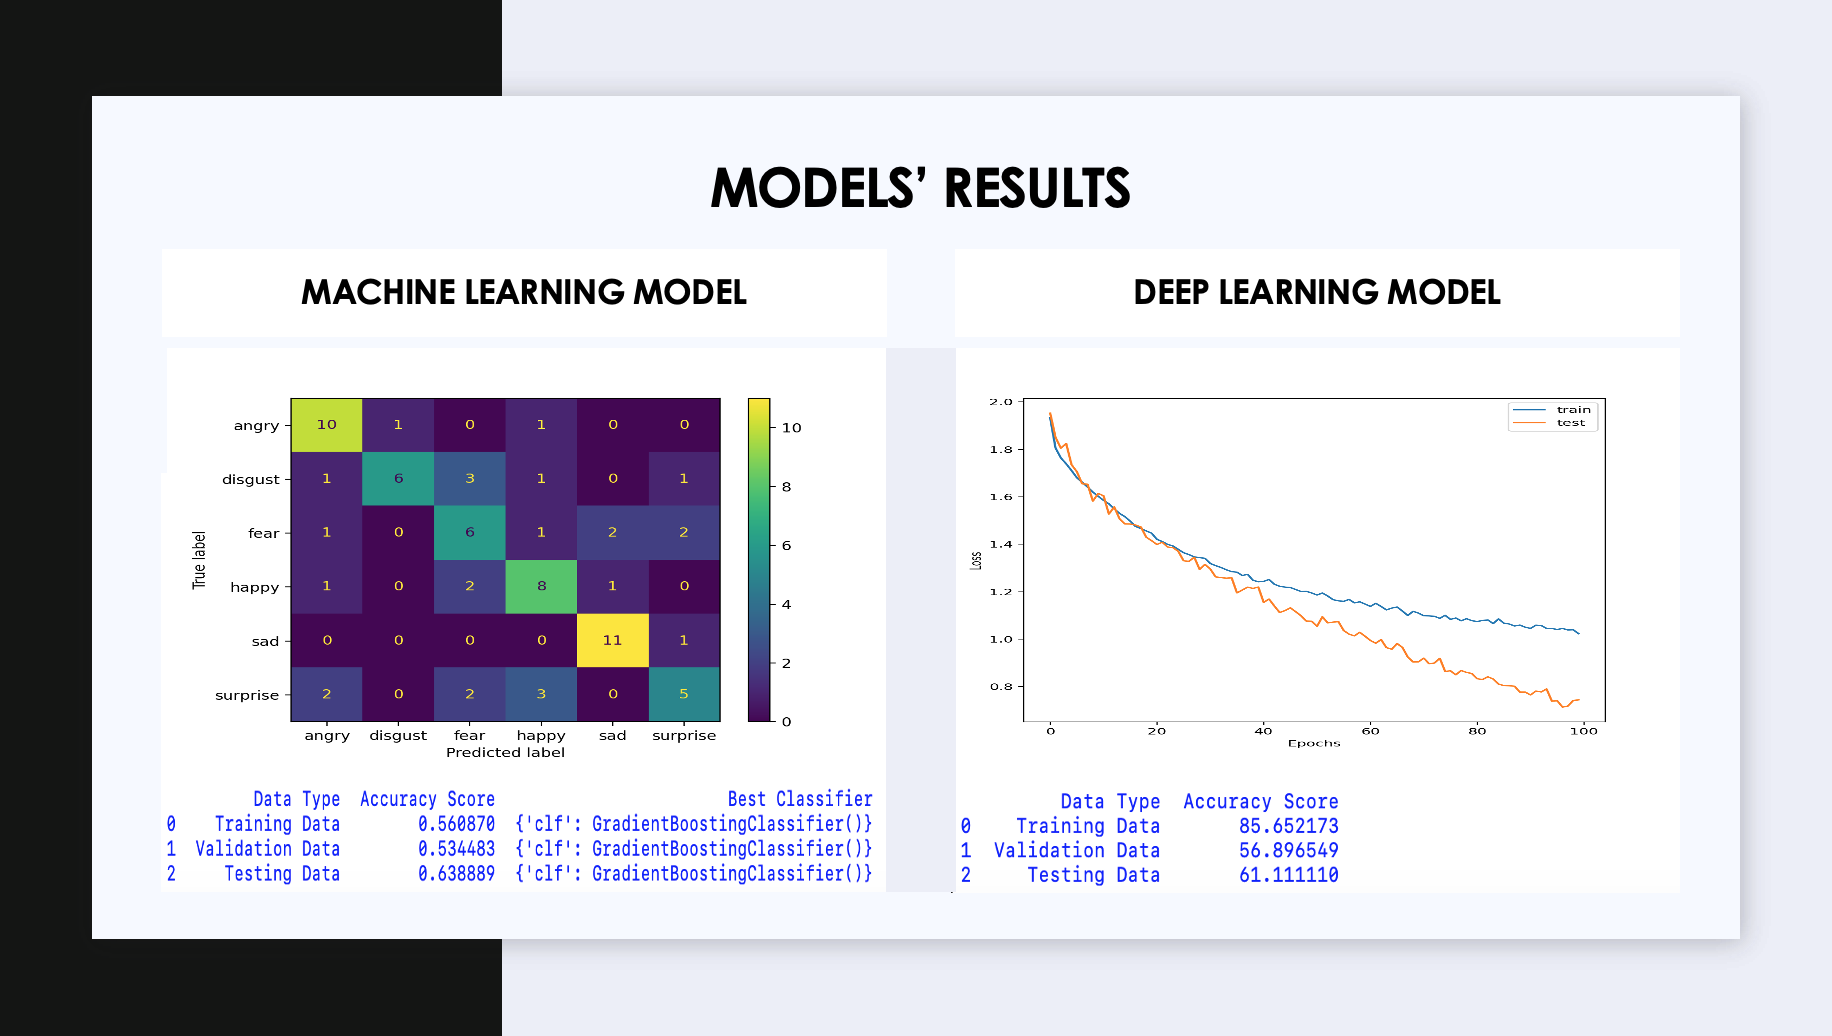 MODELS’ RESULTS
MACHINE LEARNING MODEL
True label
angry 10 1 0 1 0 0
disgust 1 6 3 1 0 1
fear 1 0 6 1 2 2
happy 1 0 2 8 1 0
sad 0 0 0 0 11 1
surprise 2 0 2 3 0 5
angry disgust fear happy sad surprise
Predicted label
10
8
6
4
2
0
Data Type Accuracy Score Best Classifier
0 Training Data 0.560870 {'clf': GradientBoostingClassifier()}
1 Validation Data 0.534483 {'clf': GradientBoostingClassifier()}
2 Testing Data 0.638889 {'clf': GradientBoostingClassifier()}
DEEP LEARNING MODEL
train
test
Loss
2.0
1.8
1.6
1.4
1.2
1.0
0.8
0 20 40 60 80 100
Epochs
Data Type Accuracy Score
0 Training Data 85.652173
1 Validation Data 56.896549
2 Testing Data 61.111110